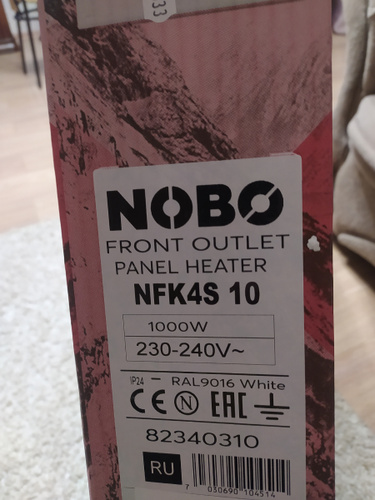 33
NOBO
FRONT OUTLET
PANEL HEATER
NFK4S 10
1000W
230-240V~
IP24 – RAL9016 White
CE N EAC
82340310
RU
7 030690 104514